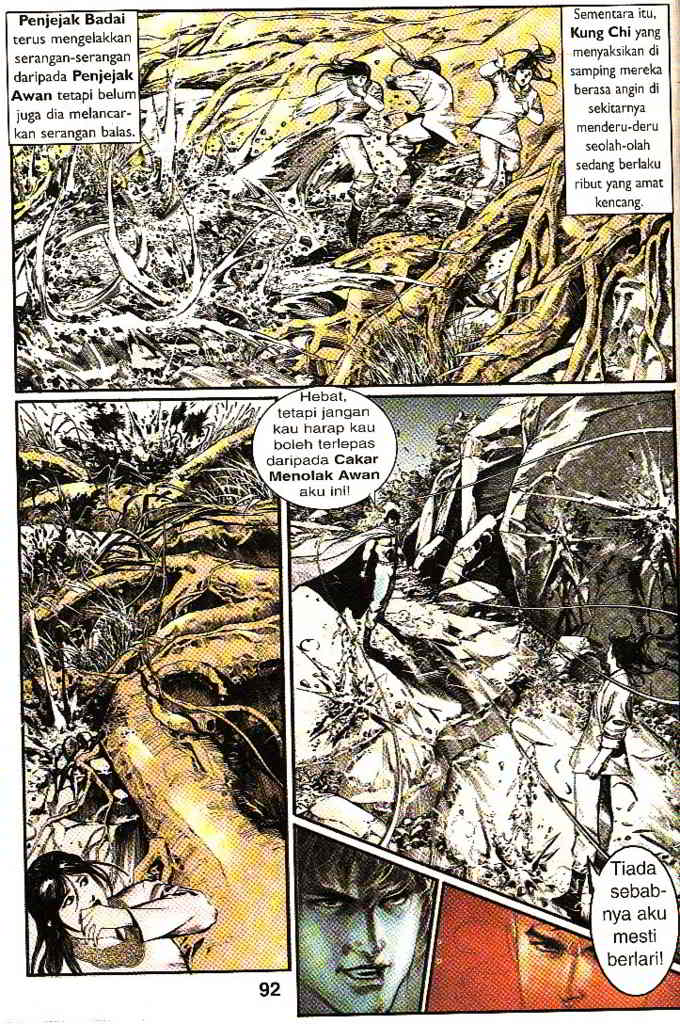 Penjejak Badai
terus mengelakkan
serangan-serangan
daripada Penjejak
Awan tetapi belum
juga dia melancar-
kan serangan balas.
Sementara itu,
Kung Chi yang
menyaksikan di
samping mereka
berasa angin di
sekitarnya
menderu-deru
seolah-olah
sedang berlaku
ribut yang amat
kencang.
Hebat,
tetapi jangan
kau harap kau
boleh terlepas
daripada Cakar
Menolak Awan
aku ini!
Tiada
sebab-
nya aku
mesti
berlari!
92